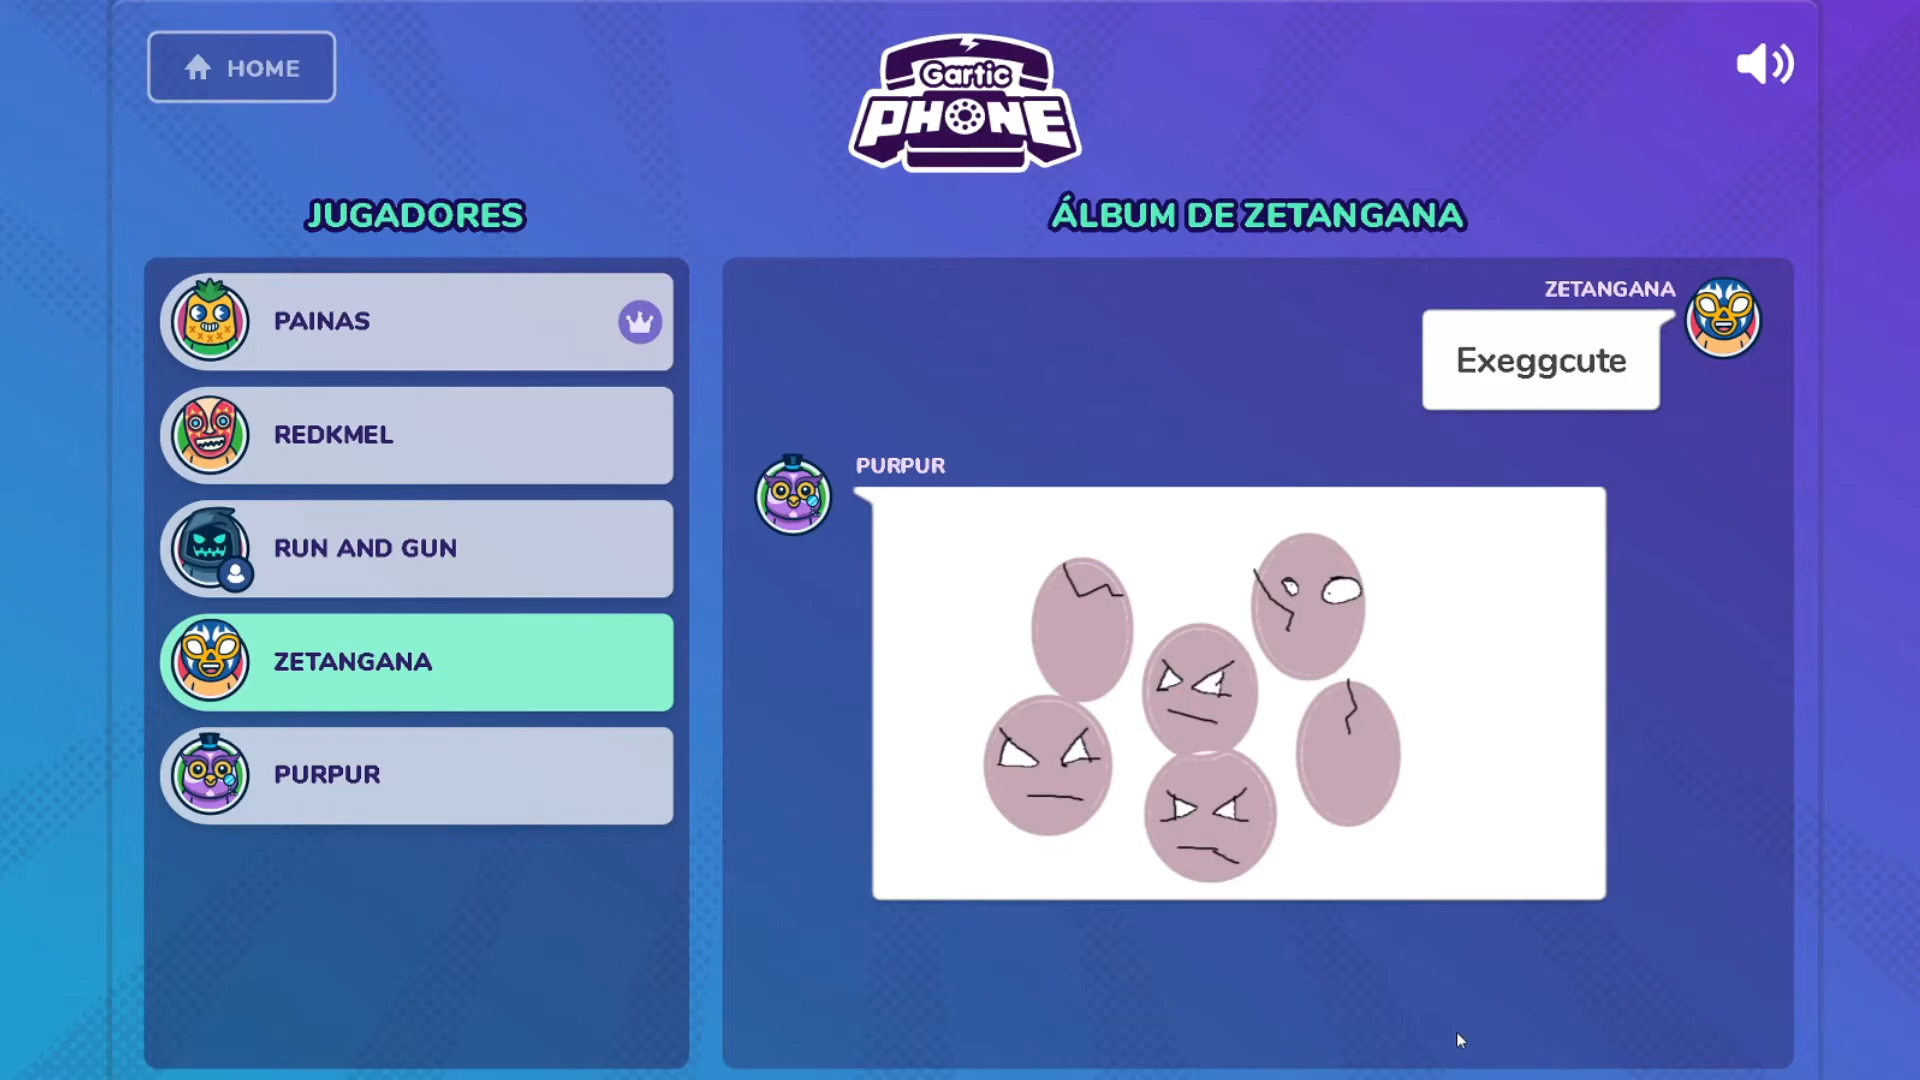 HOME
Gartic
PHONE
JUGADORES
ÁLBUM DE ZETANGANA
PAINAS
REDKMEL
RUN AND GUN
ZETANGANA
PURPUR
ZETANGANA
Exeggcute
PURPUR